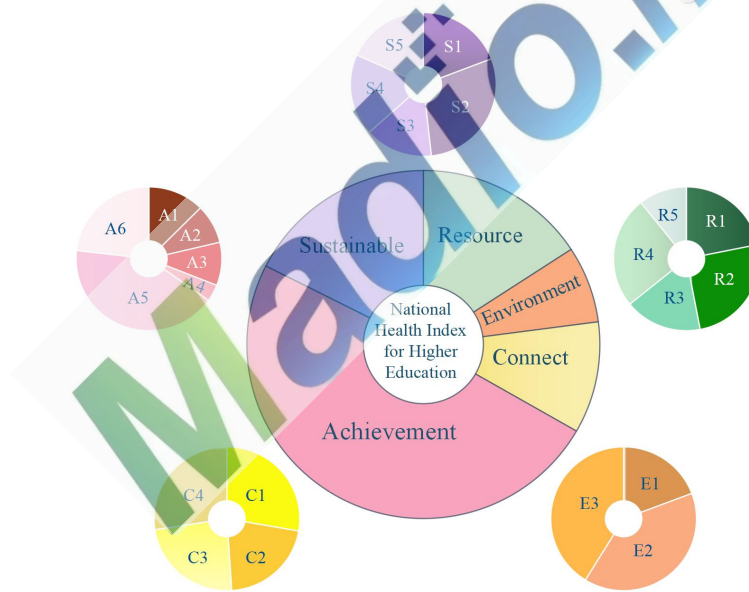 S5
S1
S4
S2
S3
A6
A1
A2
A3
A4
A5
Sustainable
Resource
Environment
National
Health Index
for Higher
Education
Connect
Achievement
R5
R1
R4
R2
R3
C4
C1
C3
C2
E3
E1
E2